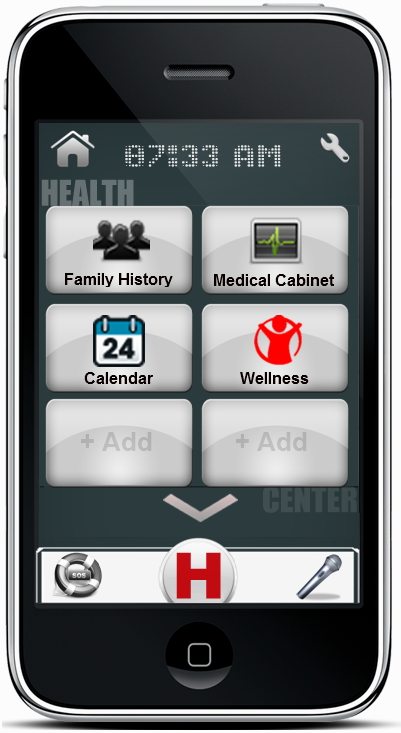 07:33 AM
HEALTH
Family History
Medical Cabinet
24
Calendar
Wellness
+ Add
+ Add
CENTER
SOS
H